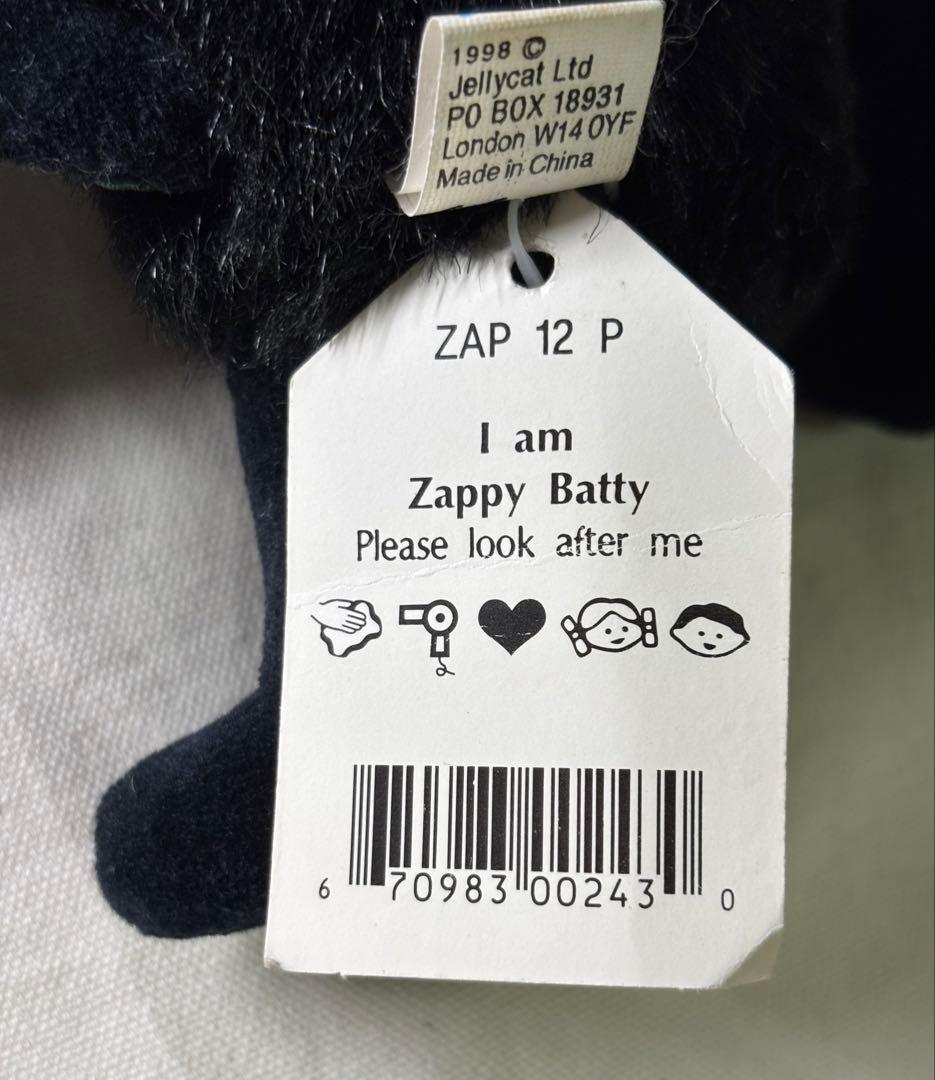 1998 ©
Jellycat Ltd
PO BOX 18931
London W14 0YF
Made in China
ZAP 12 P
I am
Zappy Batty
Please look after me
6 70983 00243 0